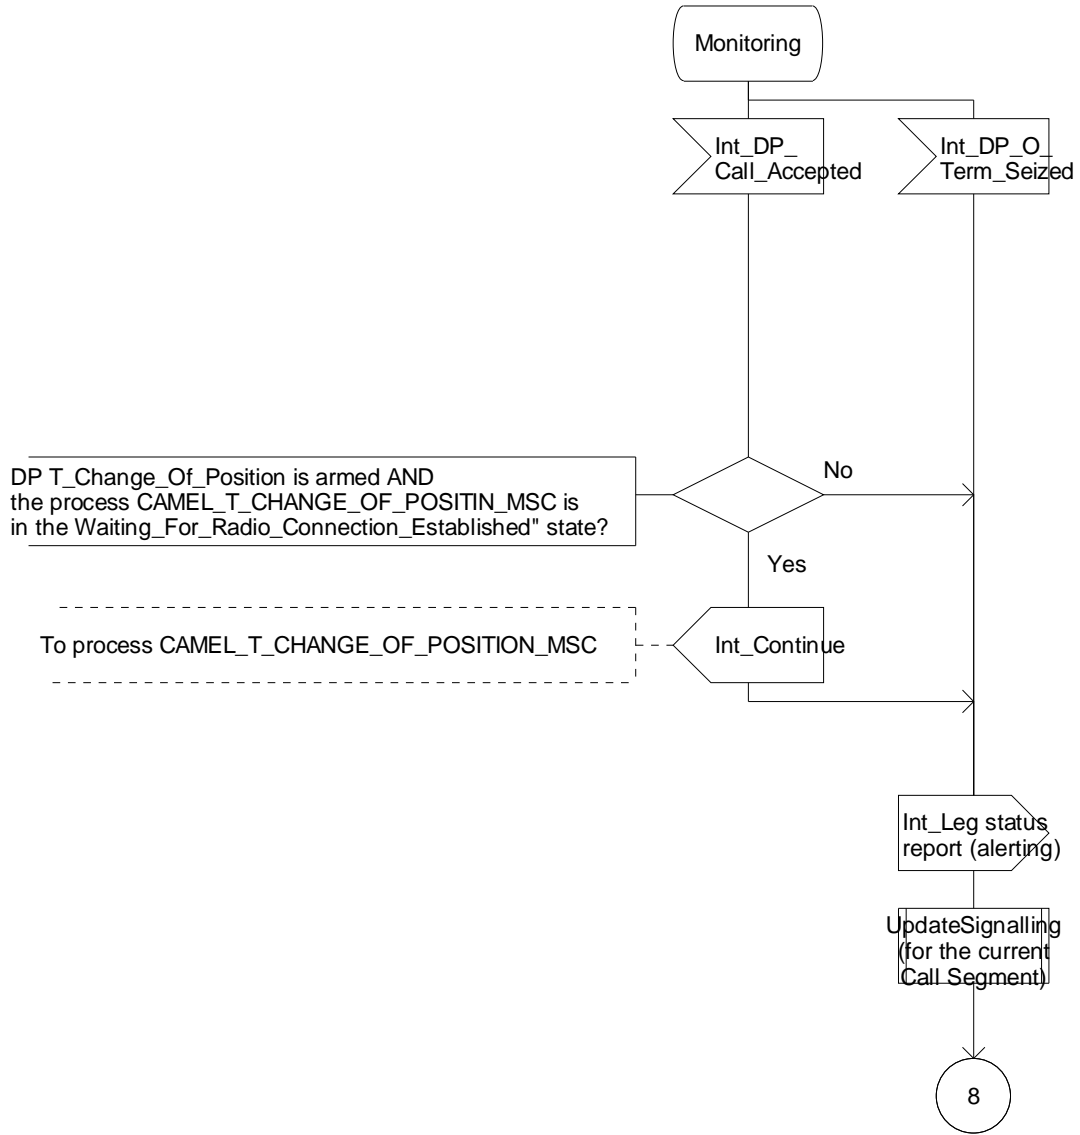 Monitoring
Int_DP_
Call_Accepted
Int_DP_O_
Term_Seized
DP T_Change_Of_Position is armed AND
the process CAMEL_T_CHANGE_OF_POSITIN_MSC is
in the Waiting_For_Radio_Connection_Established" state?
No
Yes
To process CAMEL_T_CHANGE_OF_POSITION_MSC
Int_Continue
Int_Leg status
report (alerting)
UpdateSignalling
(for the current
Call Segment)
8